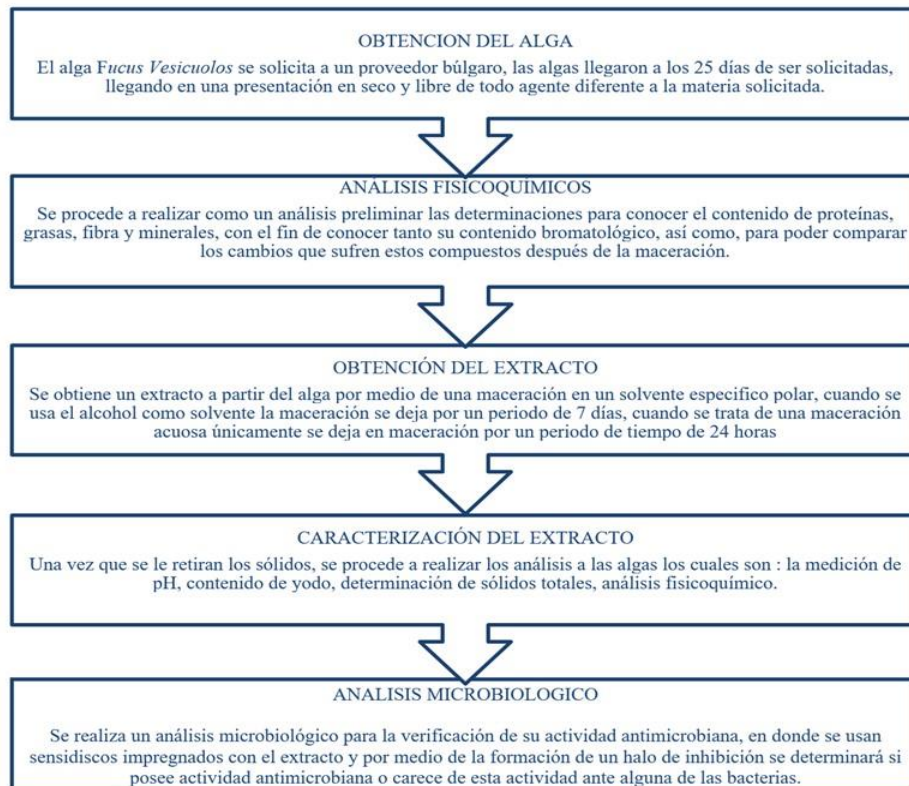 OBTENCION DEL ALGA
El alga Fucus Vesicuolos se solicita a un proveedor búlgaro, las algas llegaron a los 25 días de ser solicitadas,
llegando en una presentación en seco y libre de todo agente diferente a la materia solicitada.
ANÁLISIS FISICOQUÍMICOS
Se procede a realizar como un análisis preliminar las determinaciones para conocer el contenido de proteínas,
grasas, fibra y minerales, con el fin de conocer tanto su contenido bromatológico, así como, para poder comparar
los cambios que sufren estos compuestos después de la maceración.
OBTENCIÓN DEL EXTRACTO
Se obtiene un extracto a partir del alga por medio de una maceración en un solvente especifico polar, cuando se
usa el alcohol como solvente la maceración se deja por un periodo de 7 días, cuando se trata de una maceración
acuosa únicamente se deja en maceración por un periodo de tiempo de 24 horas
CARACTERIZACIÓN DEL EXTRACTO
Una vez que se le retiran los sólidos, se procede a realizar los análisis a las algas los cuales son : la medición de
pH, contenido de yodo, determinación de sólidos totales, análisis fisicoquímico.
ANALISIS MICROBIOLOGICO
Se realiza un análisis microbiológico para la verificación de su actividad antimicrobiana, en donde se usan
sensidiscos impregnados con el extracto y por medio de la formación de un halo de inhibición se determinará si
posee actividad antimicrobiana o carece de esta actividad ante alguna de las bacterias.